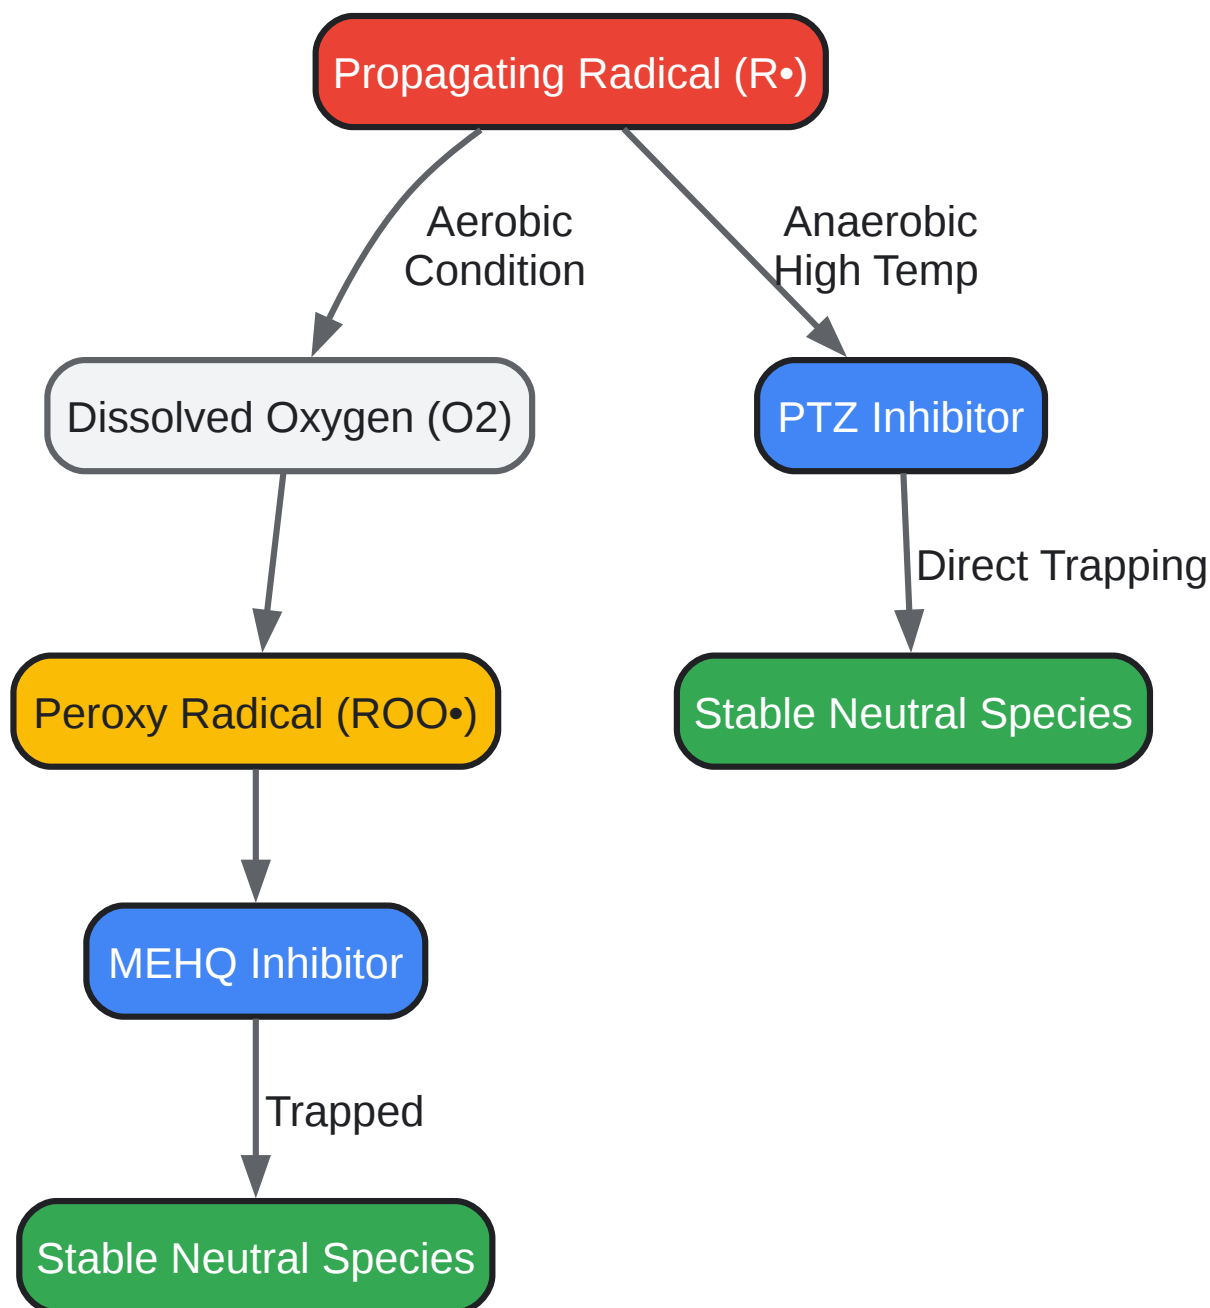 Propagating Radical (R•)
Aerobic
Condition
Anaerobic
High Temp
Dissolved Oxygen (O2)
PTZ Inhibitor
Direct Trapping
Peroxy Radical (ROO•)
Stable Neutral Species
MEHQ Inhibitor
Trapped
Stable Neutral Species